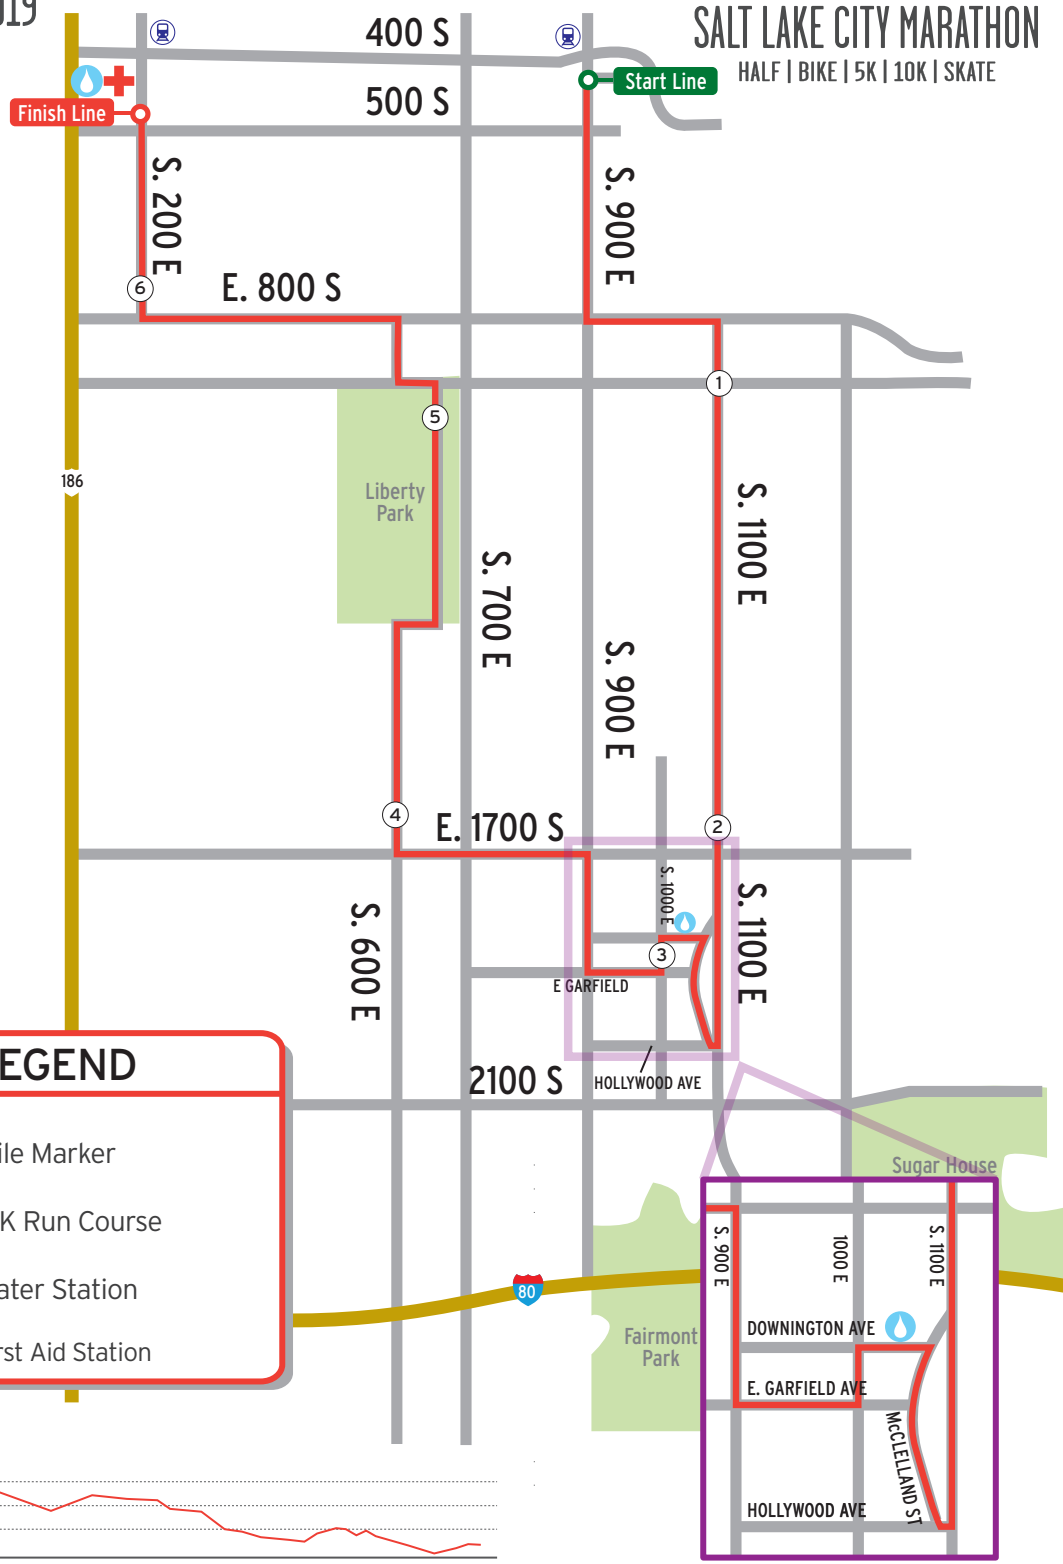 SALT LAKE CITY MARATHON
HALF | BIKE | 5K | 10K | SKATE
400 S
Start Line
500 S
Finish Line
S. 200 E
S. 900 E
6
E. 800 S
1
5
186
Liberty
Park
S. 1100 E
S. 700 E
S. 900 E
4
E. 1700 S
2
S. 1000 E
S. 1100 E
S. 600 E
3
E GARFIELD
2100 S
HOLLYWOOD AVE
EGEND
ile Marker
K Run Course
ater Station
rst Aid Station
Sugar House
80
Fairmont
Park
S. 900 E
1000 E
S. 1100 E
DOWNINGTON AVE
E. GARFIELD AVE
McCLELLAND ST
HOLLYWOOD AVE